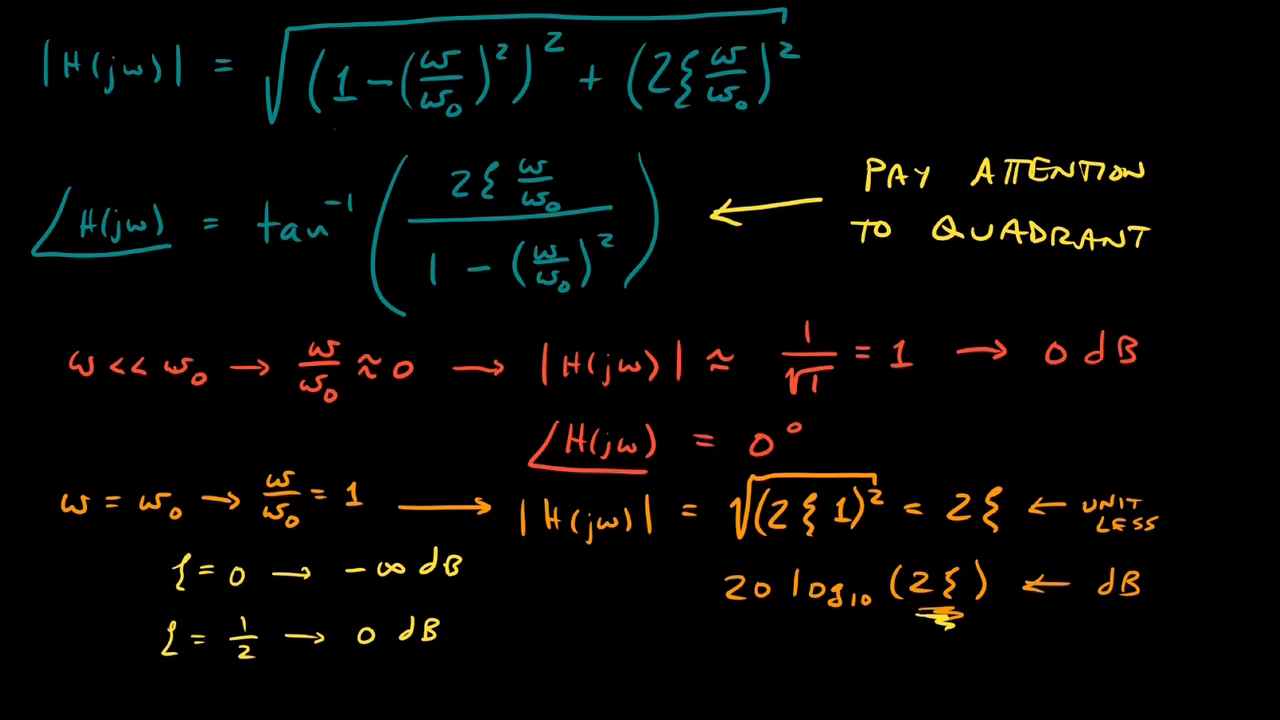 |H(jω)| = √((1 − (ω/ω₀)²)² + (2ζ ω/ω₀)²)
∠H(jω) = tan⁻¹(2ζ ω/ω₀ / (1 − (ω/ω₀)²))
PAY ATTENTION
TO QUADRANT
ω << ω₀ → ω/ω₀ ≈ 0 → |H(jω)| ≈ 1/√1 = 1 → 0 dB
∠H(jω) = 0°
ω = ω₀ → ω/ω₀ = 1 → |H(jω)| = √((2ζ1)²) = 2ζ ← UNIT
LESS
ζ = 0 → −∞ dB
20 log₁₀ (2ζ) ← dB
ζ = 1/2 → 0 dB